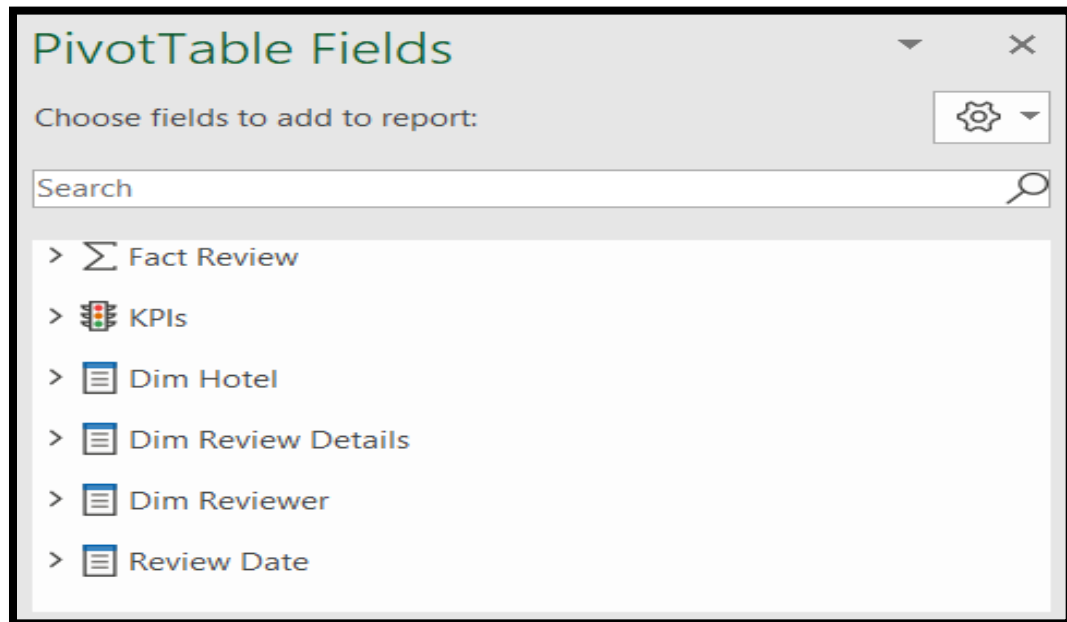 PivotTable Fields
Choose fields to add to report:
Search
Fact Review
KPIs
Dim Hotel
Dim Review Details
Dim Reviewer
Review Date